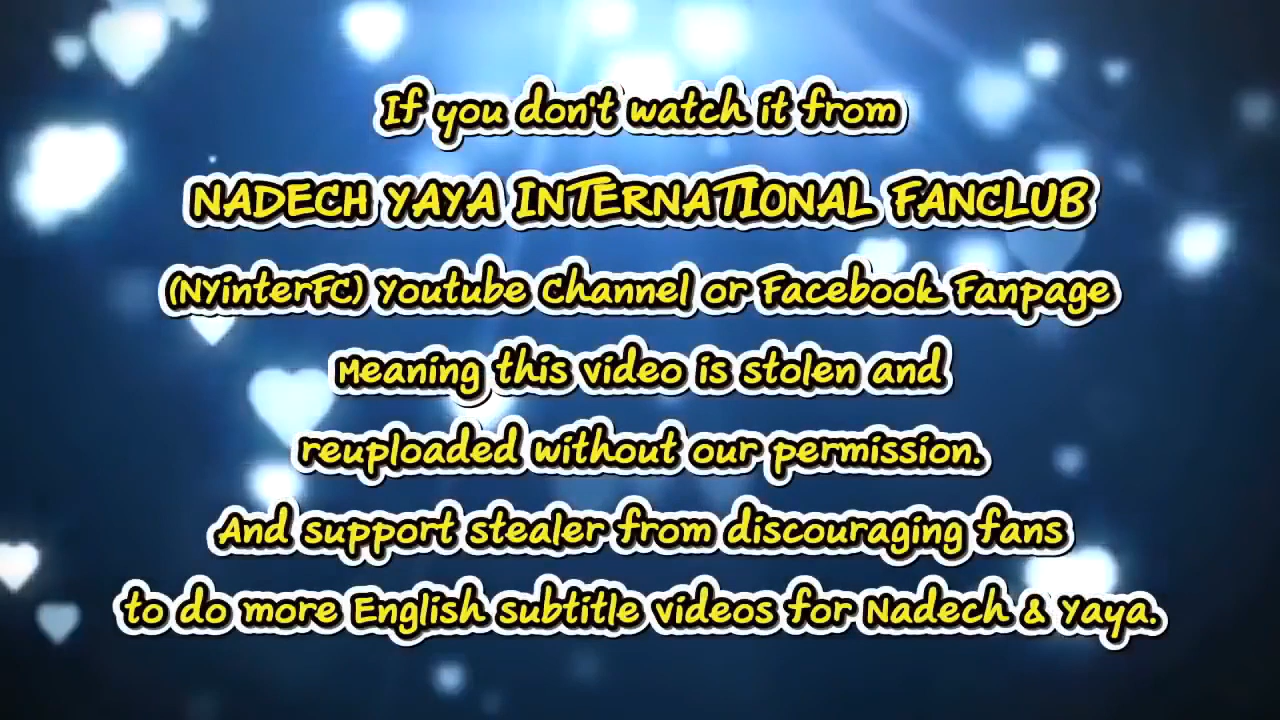 If you don't watch it from
NADECH YAYA INTERNATIONAL FANCLUB
(NYinterFC) Youtube Channel or Facebook Fanpage
Meaning this video is stolen and
reuploaded without our permission.
And support stealer from discouraging fans
to do more English subtitle videos for Nadech & Yaya.